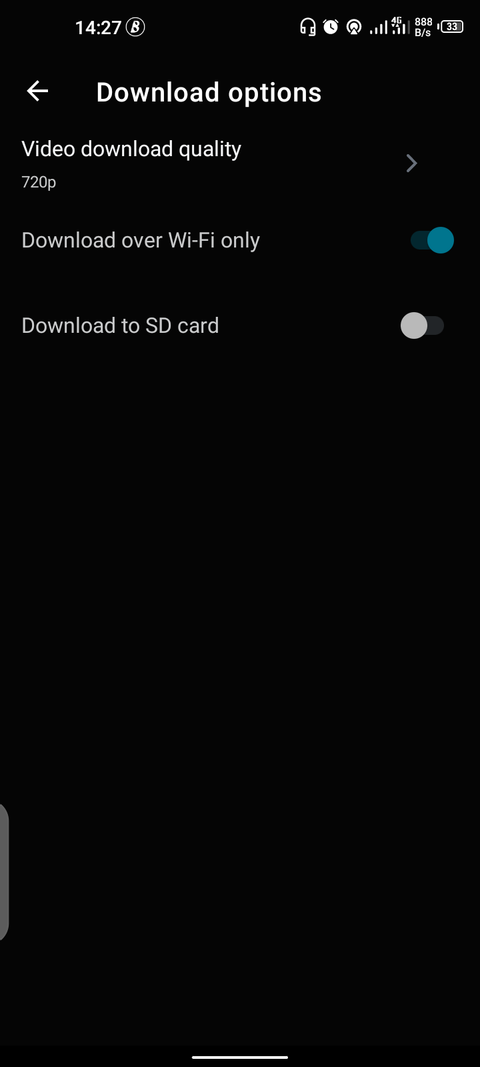 14:27
4G
888
B/s
33
Download options
Video download quality
720p
Download over Wi-Fi only
Download to SD card